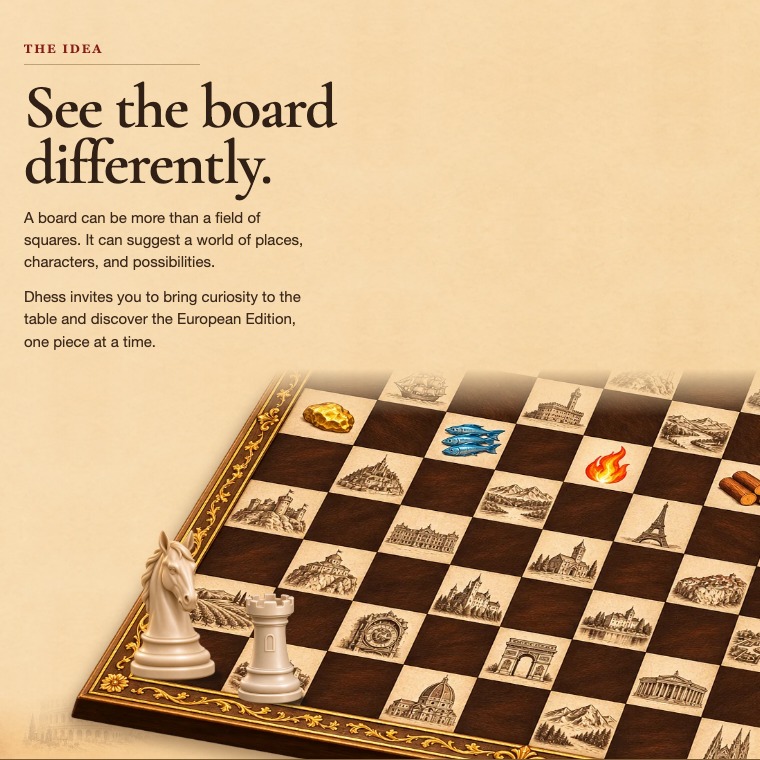 THE IDEA
See the board
differently.
A board can be more than a field of
squares. It can suggest a world of places,
characters, and possibilities.
Dhess invites you to bring curiosity to the
table and discover the European Edition,
one piece at a time.